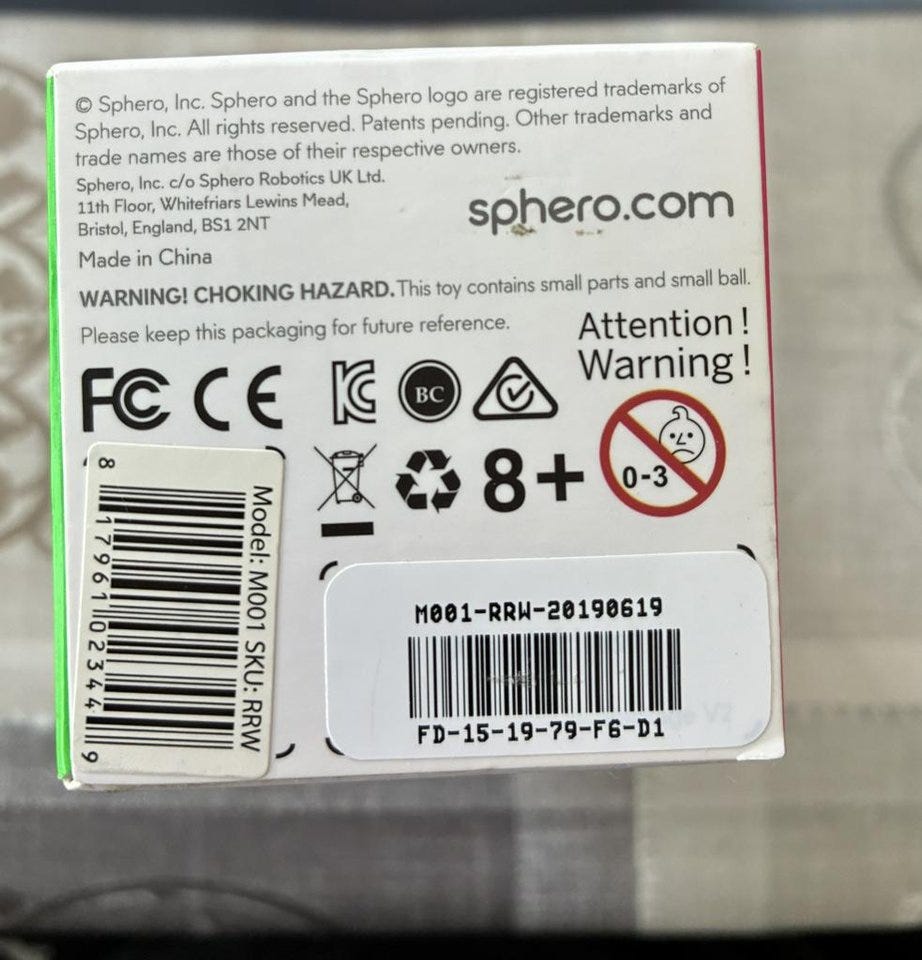 © Sphero, Inc. Sphero and the Sphero logo are registered trademarks of
Sphero, Inc. All rights reserved. Patents pending. Other trademarks and
trade names are those of their respective owners.
Sphero, Inc. c/o Sphero Robotics UK Ltd.
11th Floor, Whitefriars Lewins Mead,
Bristol, England, BS1 2NT
sphero.com
Made in China
WARNING! CHOKING HAZARD. This toy contains small parts and small ball.
Please keep this packaging for future reference.
Attention !
Warning !
FC CE KC BC
8+
0-3
Model: M001 SKU: RRW
8 17961 02344 9
M001-RRW-20190619
FD-15-19-79-F6-D1